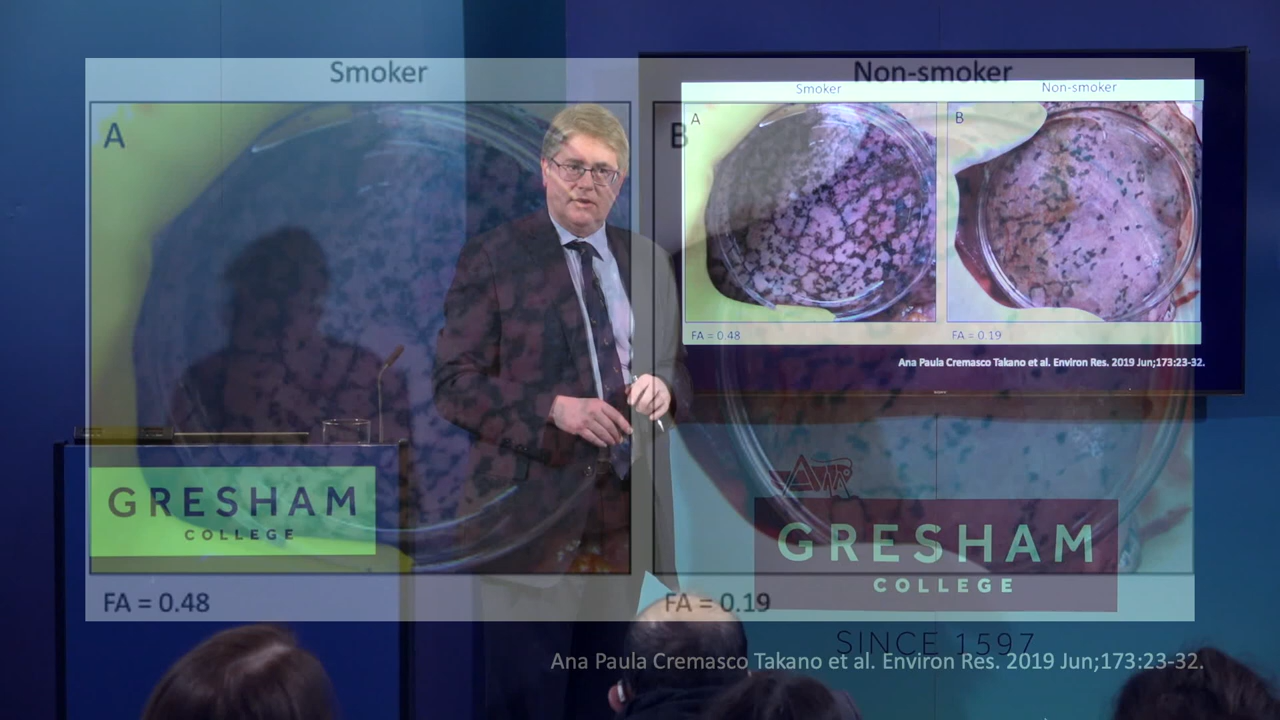 Smoker
Non-smoker
A
B
FA = 0.48
FA = 0.19
Ana Paula Cremasco Takano et al. Environ Res. 2019 Jun;173:23-32.
Smoker
Non-smoker
A
B
FA = 0.48
FA = 0.19
Ana Paula Cremasco Takano et al. Environ Res. 2019 Jun;173:23-32.
GRESHAM
COLLEGE
GRESHAM
COLLEGE
SINCE 1597